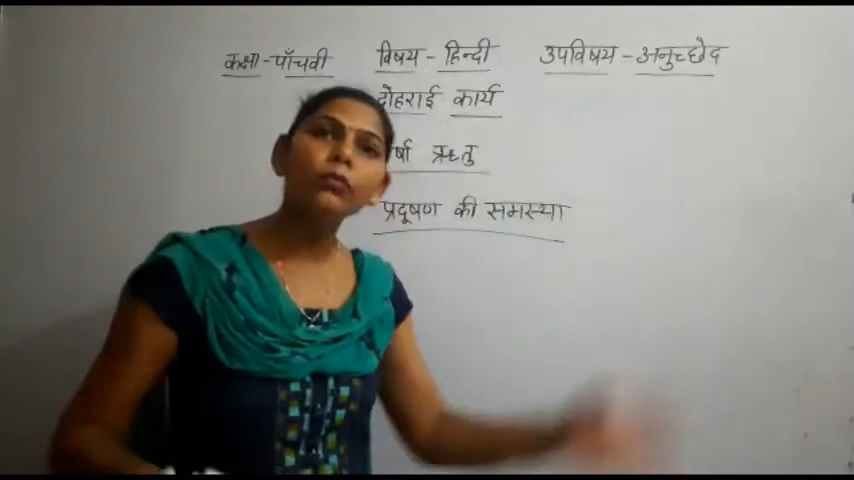 कक्षा - पाँचवी विषय - हिन्दी उपविषय - अनुच्छेद
दोहराई कार्य
र्षा ऋतु
प्रदूषण की समस्या